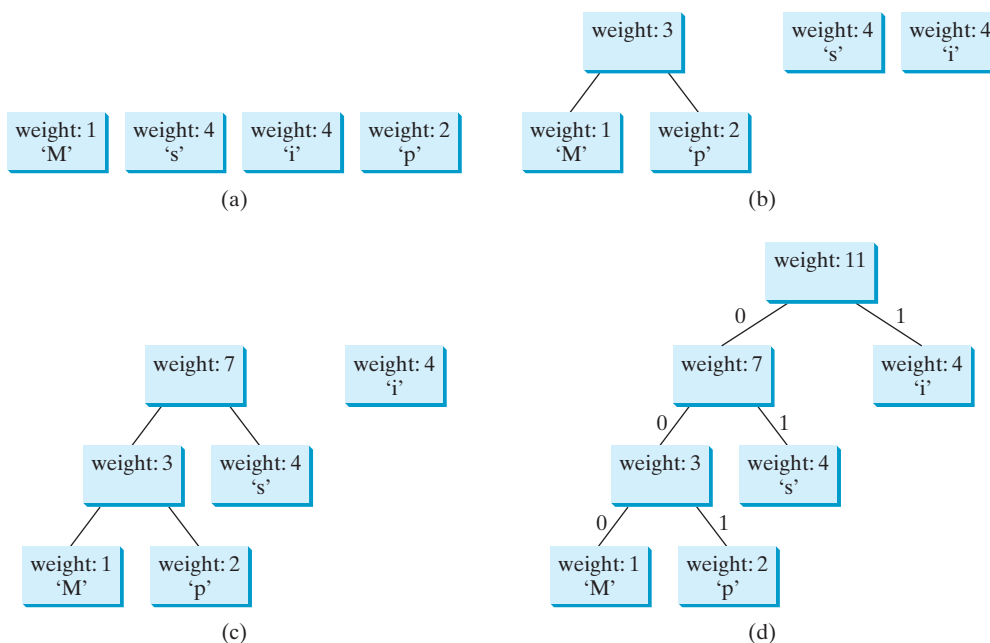 weight: 1
‘M’
weight: 4
‘s’
weight: 4
‘i’
weight: 2
‘p’
(a)
weight: 3
weight: 4
‘s’
weight: 4
‘i’
weight: 1
‘M’
weight: 2
‘p’
(b)
weight: 7
weight: 4
‘i’
weight: 3
weight: 4
‘s’
weight: 1
‘M’
weight: 2
‘p’
(c)
weight: 11
0
1
weight: 7
weight: 4
‘i’
0
1
weight: 3
weight: 4
‘s’
0
1
weight: 1
‘M’
weight: 2
‘p’
(d)